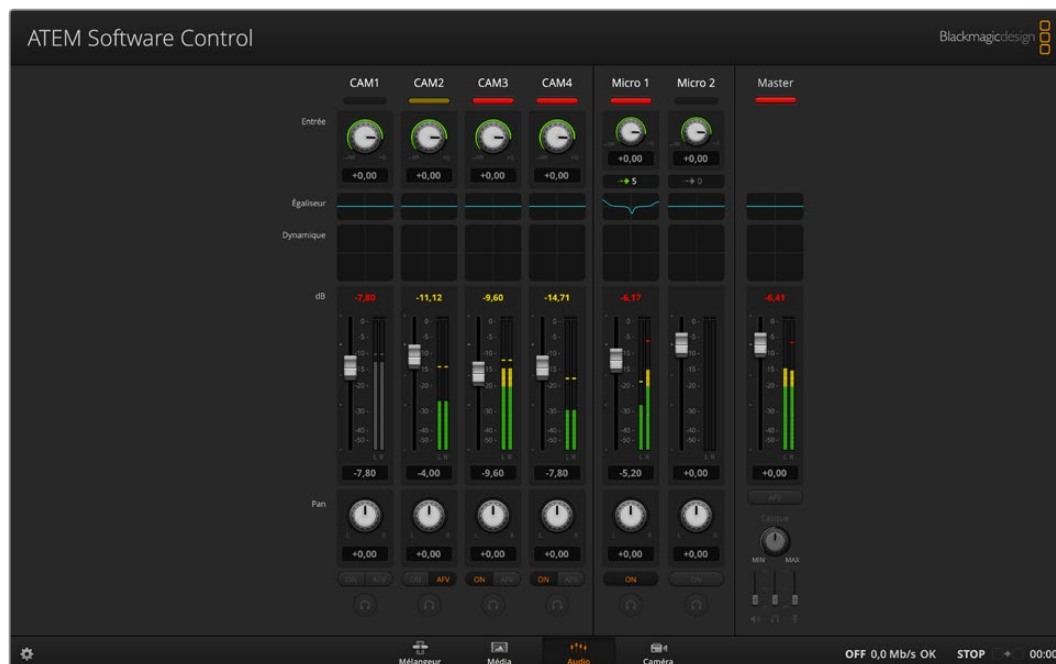 ATEM Software Control
Blackmagicdesign
CAM1 CAM2 CAM3 CAM4 Micro 1 Micro 2 Master
Entrée
+0,00 +0,00 +0,00 +0,00 +0,00 +0,00
5 0
Égaliseur
Dynamique
dB -7,80 -11,12 -9,60 -14,71 -6,17 -6,41
-7,80 -4,00 -9,60 -7,80 -5,20 +0,00 +0,00
Pan
L R L R L R L R L R L R
+0,00 +0,00 +0,00 +0,00 +0,00 +0,00
ON AFV ON AFV ON AFV ON AFV ON ON
AFV
Casque
MIN MAX
Mélangeur Média Audio Caméra
OFF 0,0 Mb/s OK STOP 00:00